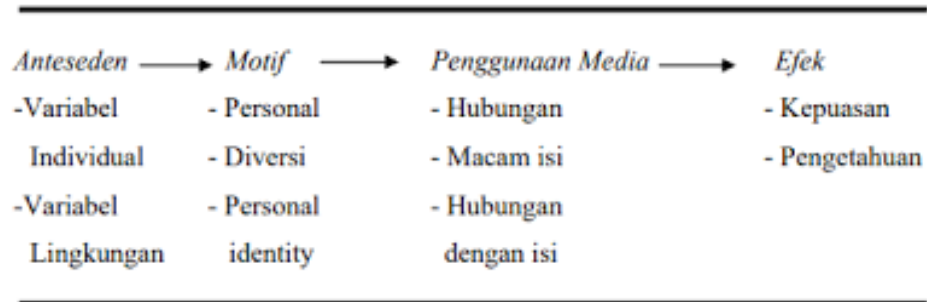 Anteseden → Motif → Penggunaan Media → Efek
-Variabel - Personal - Hubungan - Kepuasan
Individual - Diversi - Macam isi - Pengetahuan
-Variabel - Personal - Hubungan
Lingkungan identity dengan isi